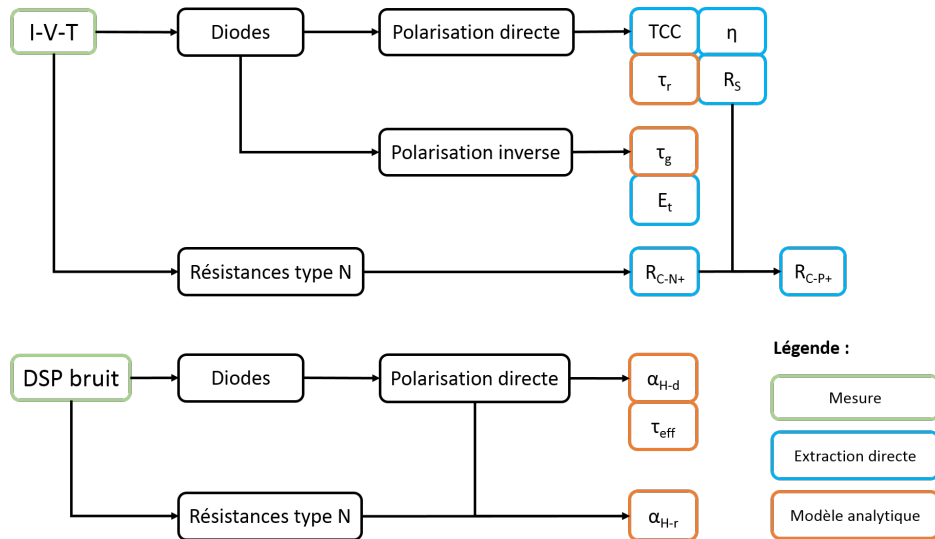 I-V-T
Diodes
Polarisation directe
TCC
η
τr
RS
Polarisation inverse
τg
Et
Résistances type N
RC-N+
RC-P+
DSP bruit
Diodes
Polarisation directe
αH-d
τeff
Résistances type N
αH-r
Légende :
Mesure
Extraction directe
Modèle analytique